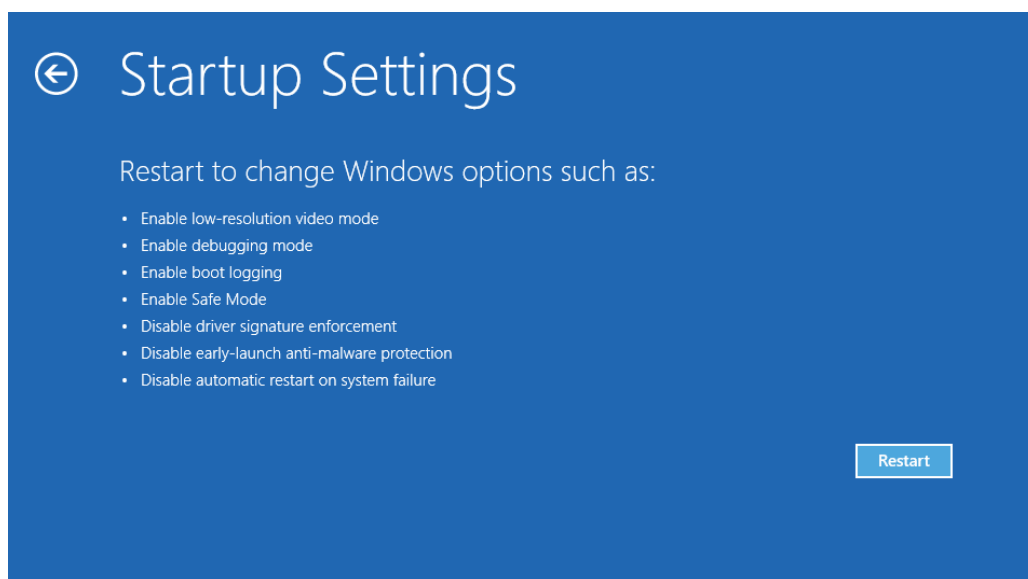 Startup Settings
Restart to change Windows options such as:
• Enable low-resolution video mode
• Enable debugging mode
• Enable boot logging
• Enable Safe Mode
• Disable driver signature enforcement
• Disable early-launch anti-malware protection
• Disable automatic restart on system failure
Restart